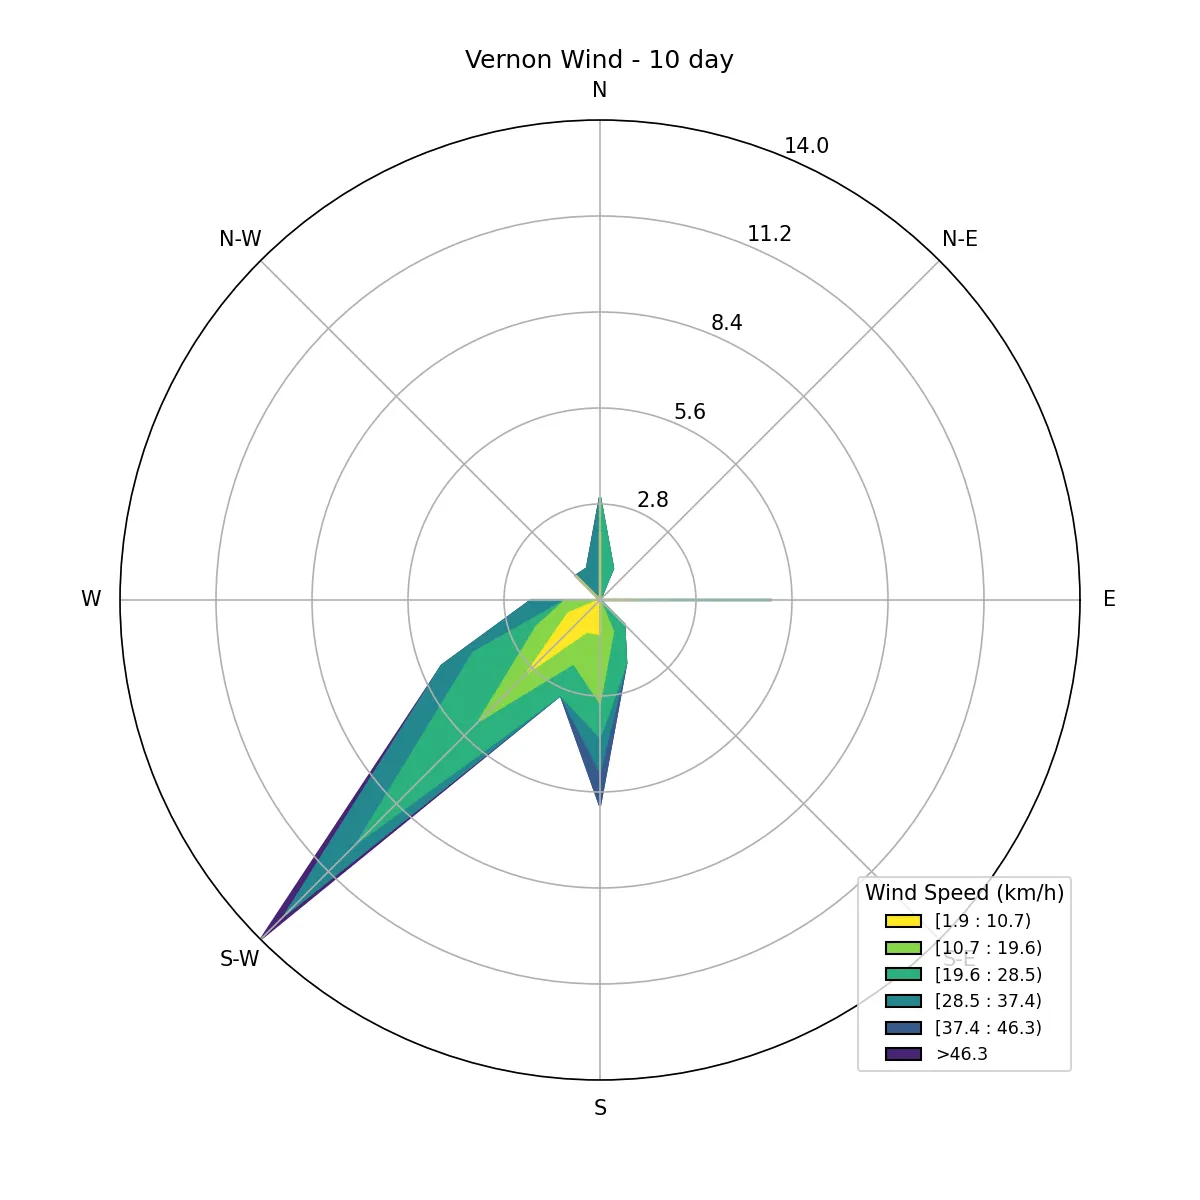 Vernon Wind - 10 day
N
14.0
11.2
N-W
N-E
8.4
5.6
2.8
W
E
Wind Speed (km/h)
[1.9 : 10.7)
[10.7 : 19.6)
S-W
S-E
[19.6 : 28.5)
[28.5 : 37.4)
[37.4 : 46.3)
>46.3
S